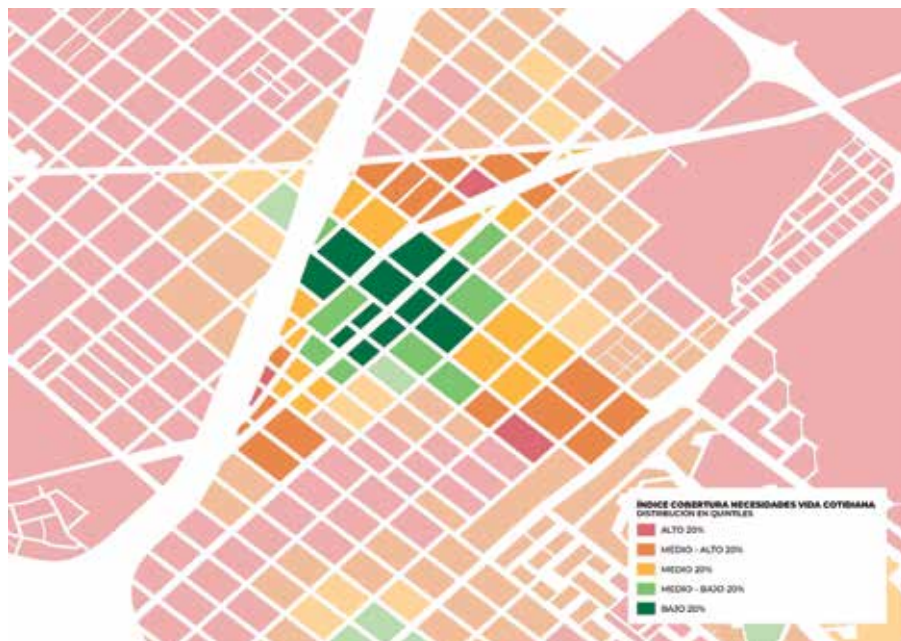 ÍNDICE COBERTURA NECESIDADES VIDA COTIDIANA
DISTRIBUCIÓN EN QUINTILES
ALTO 20%
MEDIO - ALTO 20%
MEDIO 20%
MEDIO - BAJO 20%
BAJO 20%